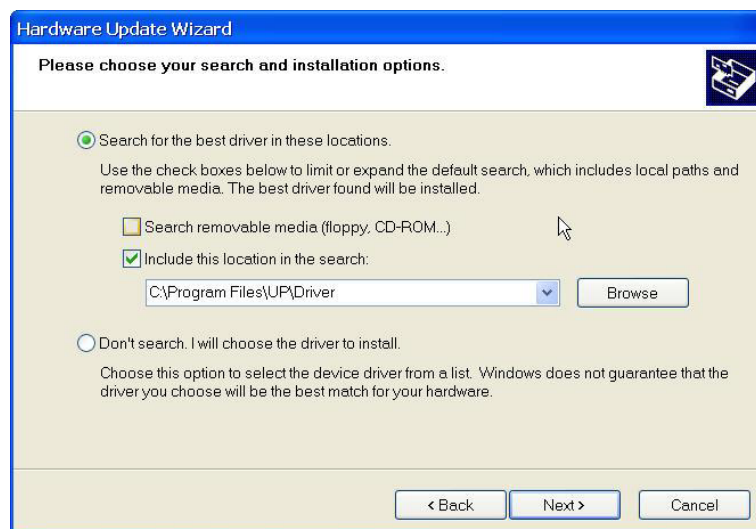 Hardware Update Wizard
Please choose your search and installation options.
Search for the best driver in these locations.
Use the check boxes below to limit or expand the default search, which includes local paths and
removable media. The best driver found will be installed.
Search removable media (floppy, CD-ROM...)
Include this location in the search:
C:\Program Files\UP\Driver
Browse
Don't search. I will choose the driver to install.
Choose this option to select the device driver from a list. Windows does not guarantee that the
driver you choose will be the best match for your hardware.
< Back Next > Cancel